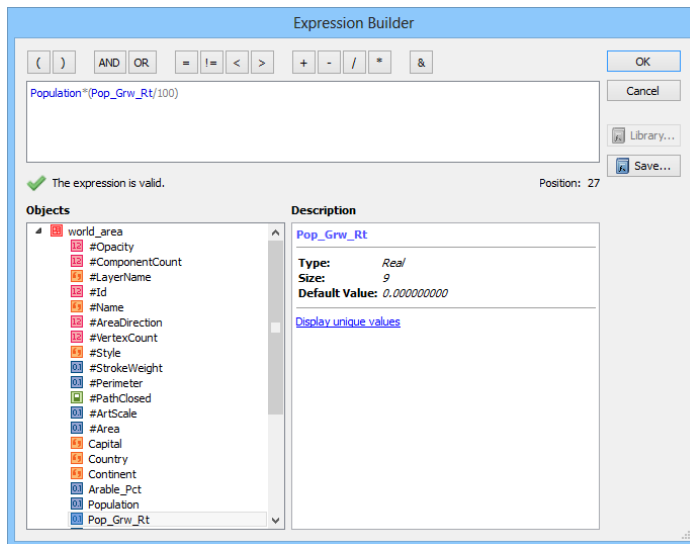 Expression Builder
( ) AND OR = != < > + - / * &
OK
Population*(Pop_Grw_Rt/100)
Cancel
Library...
Save...
The expression is valid.
Position: 27
Objects
Description
world_area
#Opacity
#ComponentCount
#LayerName
#Id
#Name
#AreaDirection
#VertexCount
#Style
#StrokeWeight
#Perimeter
#PathClosed
#ArtScale
#Area
Capital
Country
Continent
Arable_Pct
Population
Pop_Grw_Rt
Pop_Grw_Rt
Type: Real
Size: 9
Default Value: 0.000000000
Display unique values